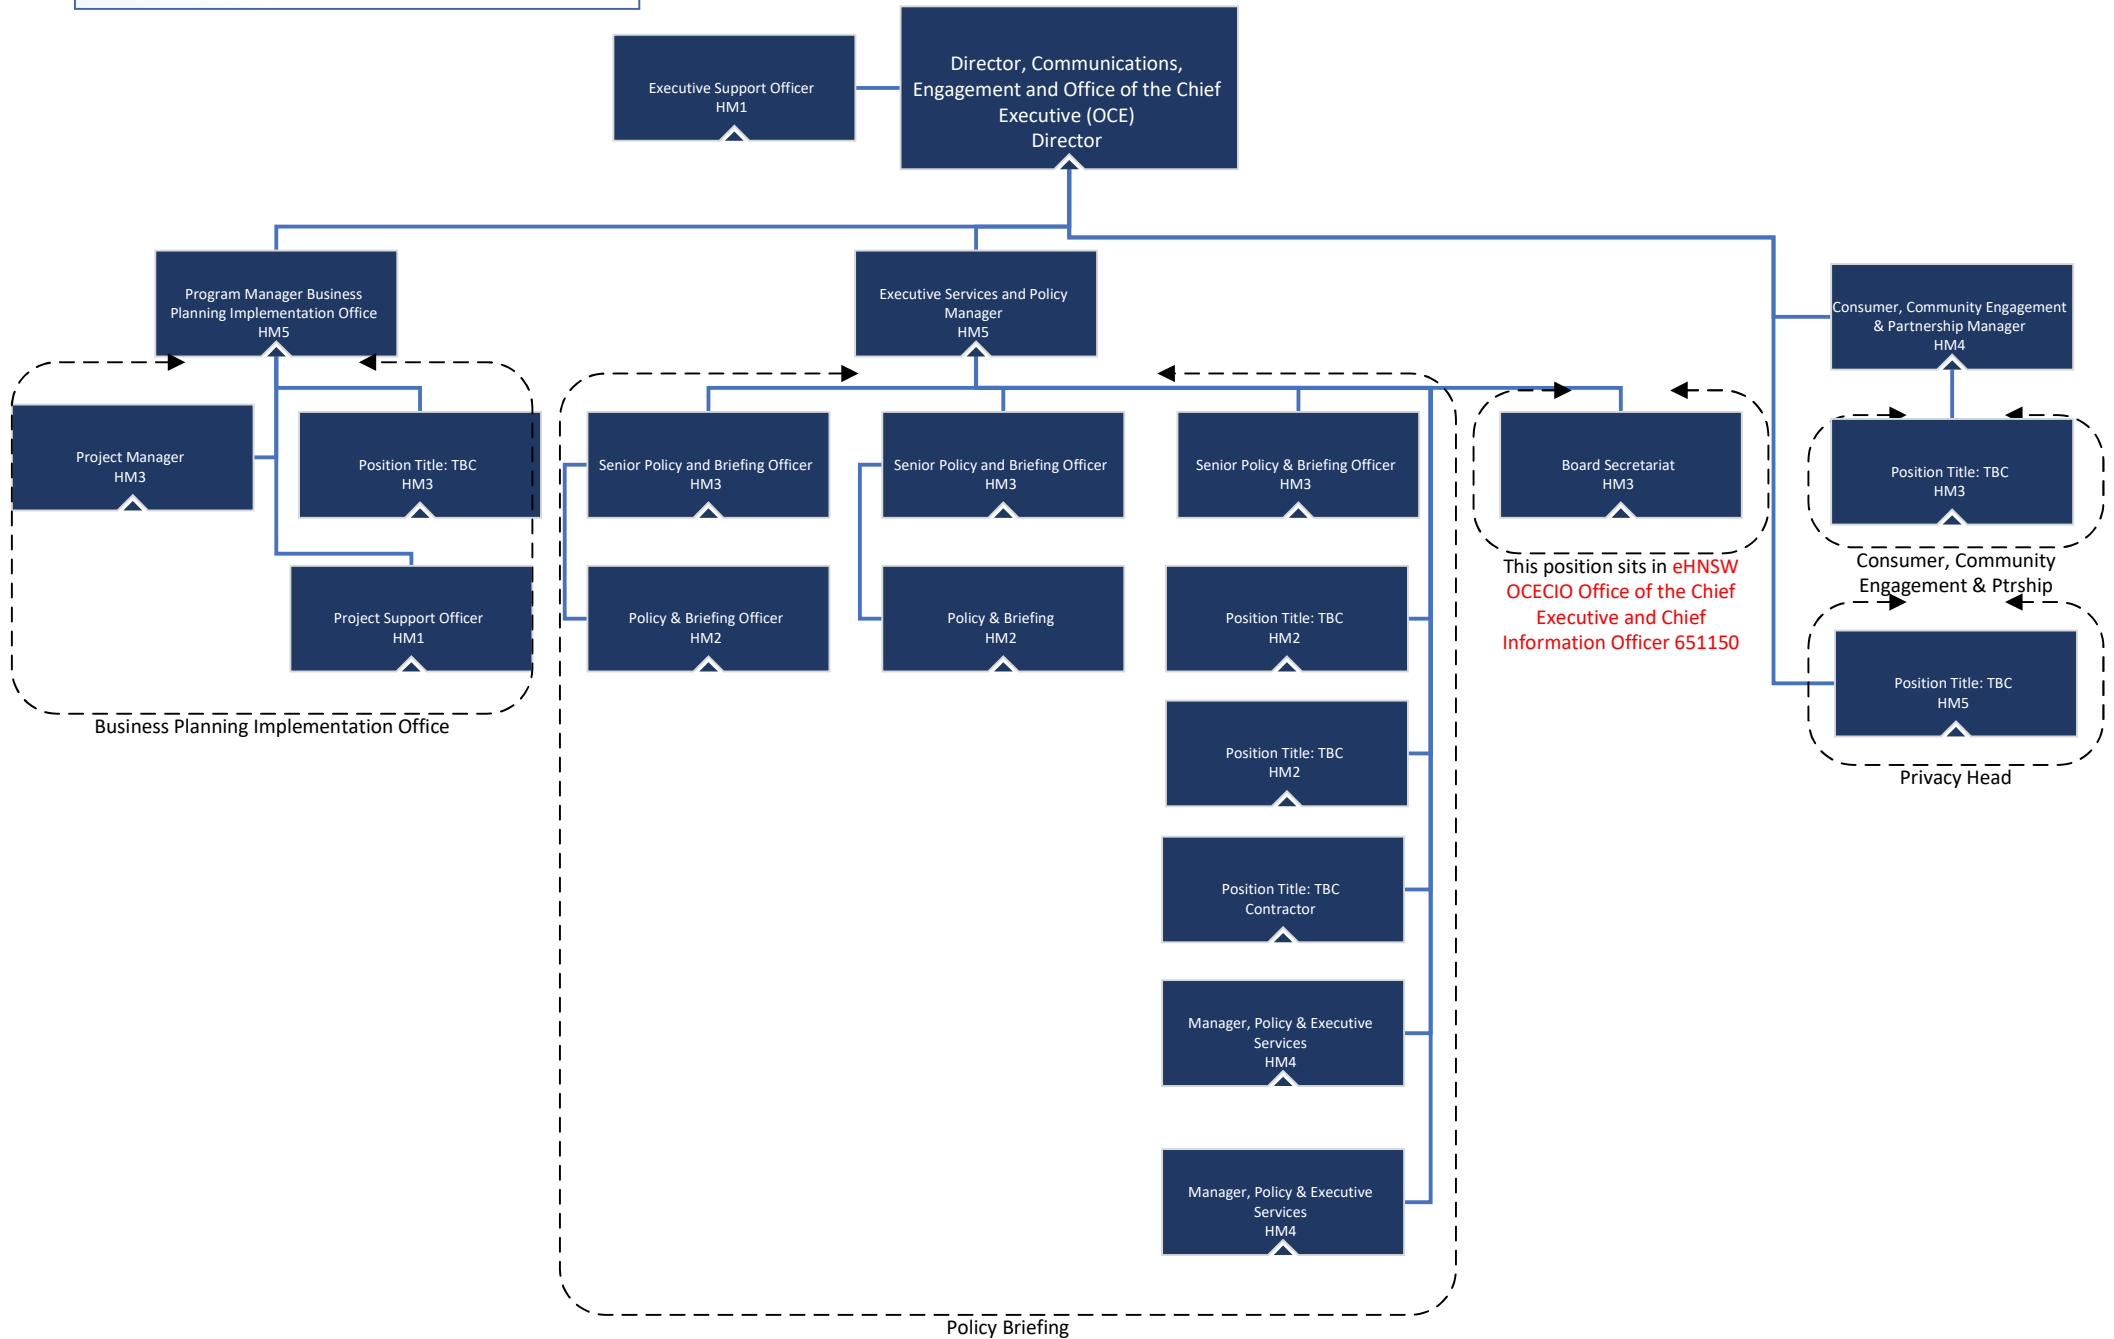 Executive Support Officer
HM1
Director, Communications,
Engagement and Office of the Chief
Executive (OCE)
Director
Program Manager Business
Planning Implementation Office
HM5
Executive Services and Policy
Manager
HM5
Consumer, Community Engagement
& Partnership Manager
HM4
Project Manager
HM3
Position Title: TBC
HM3
Senior Policy and Briefing Officer
HM3
Senior Policy and Briefing Officer
HM3
Senior Policy & Briefing Officer
HM3
Board Secretariat
HM3
Position Title: TBC
HM3
This position sits in eHNSW
OCECIO Office of the Chief
Executive and Chief
Information Officer 651150
Consumer, Community
Engagement & Ptrship
Project Support Officer
HM1
Policy & Briefing Officer
HM2
Policy & Briefing
HM2
Position Title: TBC
HM2
Position Title: TBC
HM5
Business Planning Implementation Office
Position Title: TBC
HM2
Privacy Head
Position Title: TBC
Contractor
Manager, Policy & Executive
Services
HM4
Manager, Policy & Executive
Services
HM4
Policy Briefing